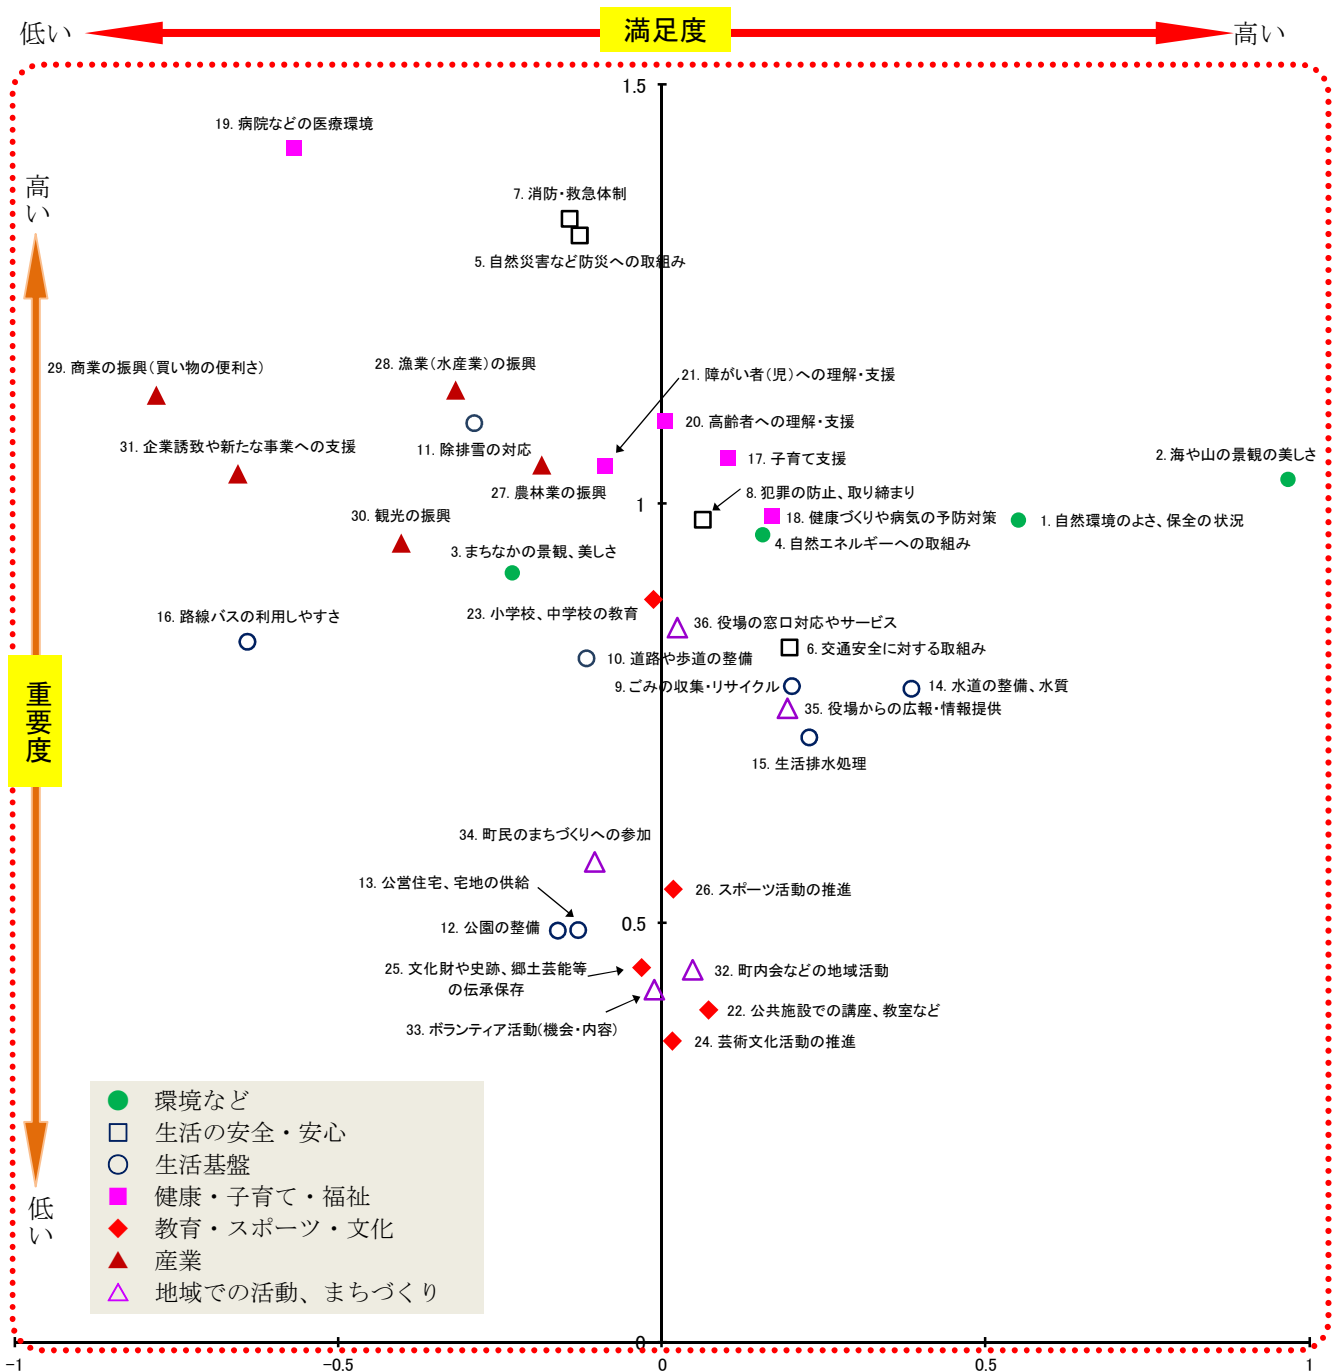 低い
満足度
高い
1.5
19. 病院などの医療環境
高い
7. 消防・救急体制
5. 自然災害など防災への取組み
29. 商業の振興(買い物の便利さ)
28. 漁業(水産業)の振興
21. 障がい者(児)への理解・支援
20. 高齢者への理解・支援
31. 企業誘致や新たな事業への支援
11. 除排雪の対応
17. 子育て支援
2. 海や山の景観の美しさ
27. 農林業の振興
8. 犯罪の防止、取り締まり
1
30. 観光の振興
18. 健康づくりや病気の予防対策
1. 自然環境のよさ、保全の状況
3. まちなかの景観、美しさ
4. 自然エネルギーへの取組み
16. 路線バスの利用しやすさ
23. 小学校、中学校の教育
36. 役場の窓口対応やサービス
6. 交通安全に対する取組み
10. 道路や歩道の整備
重要度
9. ごみの収集・リサイクル
14. 水道の整備、水質
35. 役場からの広報・情報提供
15. 生活排水処理
34. 町民のまちづくりへの参加
13. 公営住宅、宅地の供給
26. スポーツ活動の推進
12. 公園の整備
0.5
25. 文化財や史跡、郷土芸能等
の伝承保存
32. 町内会などの地域活動
22. 公共施設での講座、教室など
33. ボランティア活動(機会・内容)
24. 芸術文化活動の推進
低い
環境など
生活の安全・安心
生活基盤
健康・子育て・福祉
教育・スポーツ・文化
産業
地域での活動、まちづくり
0
-1
-0.5
0
0.5
1